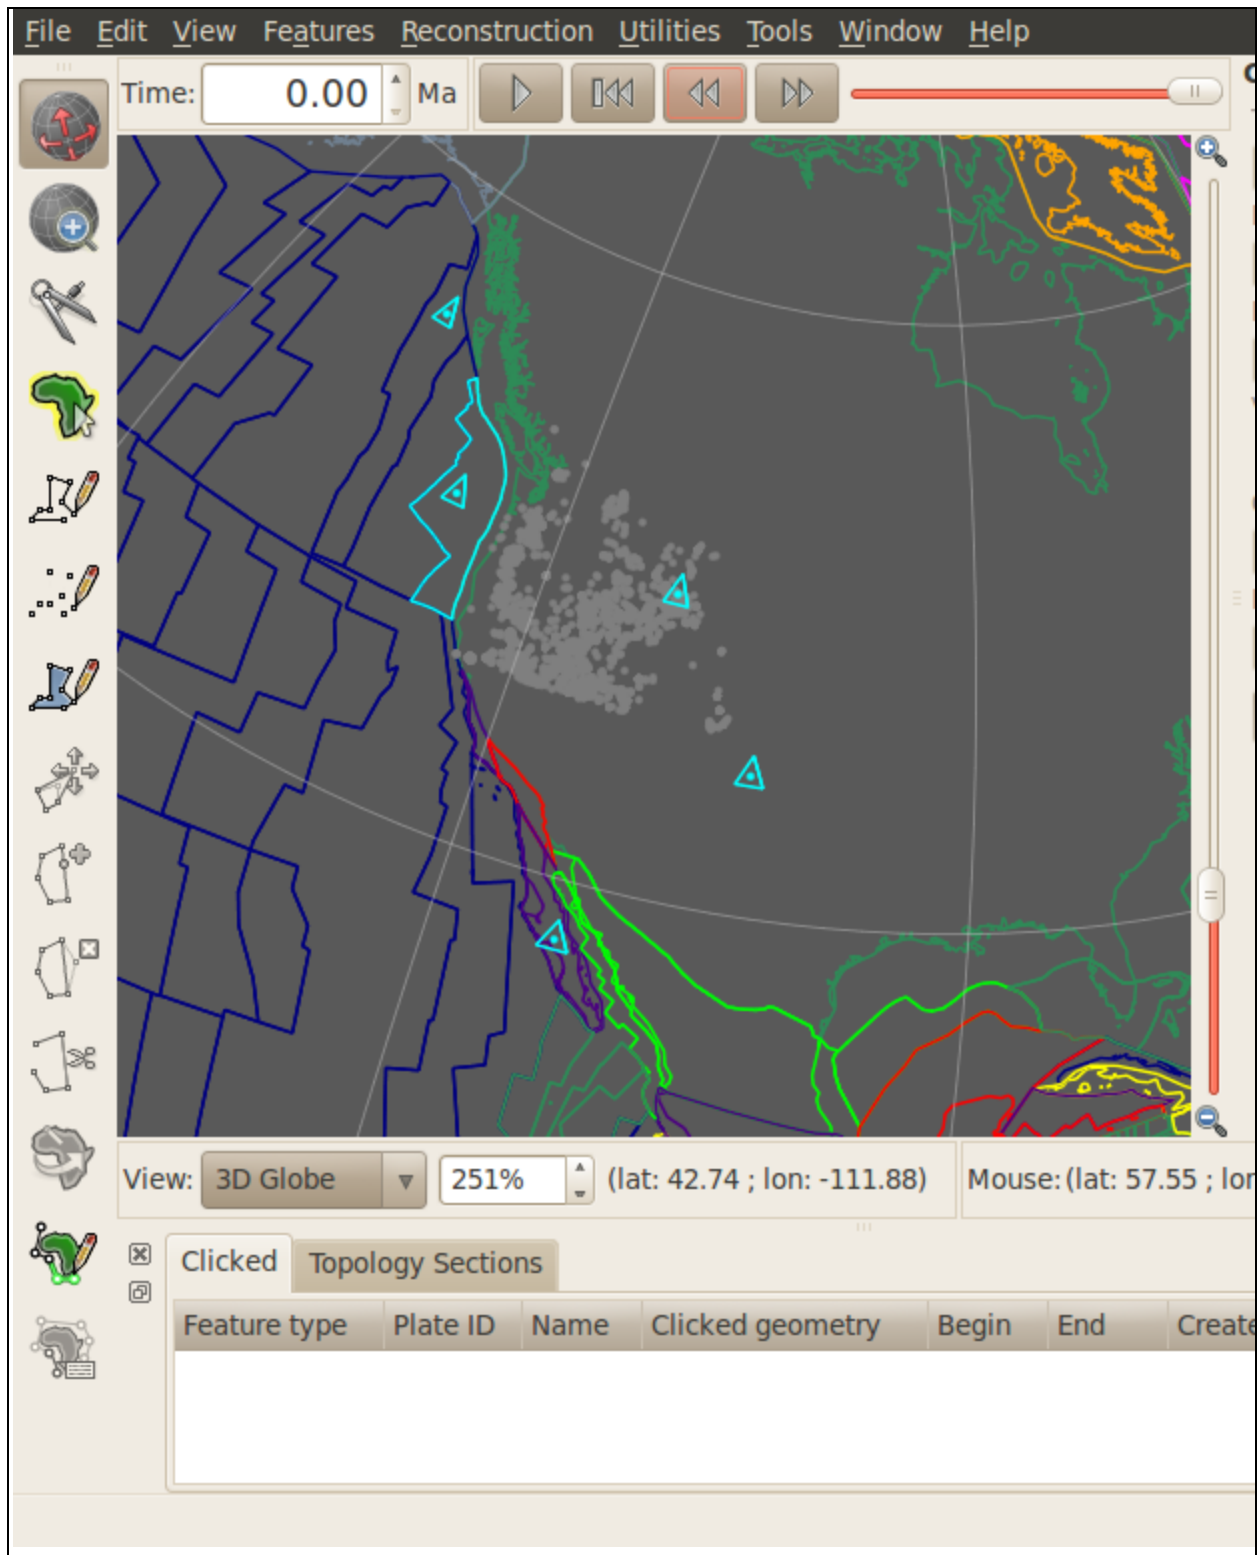 File Edit View Features Reconstruction Utilities Tools Window Help
Time: 0.00 Ma
View: 3D Globe 251% (lat: 42.74 ; lon: -111.88) Mouse: (lat: 57.55 ; lon
Clicked Topology Sections
Feature type Plate ID Name Clicked geometry Begin End Create